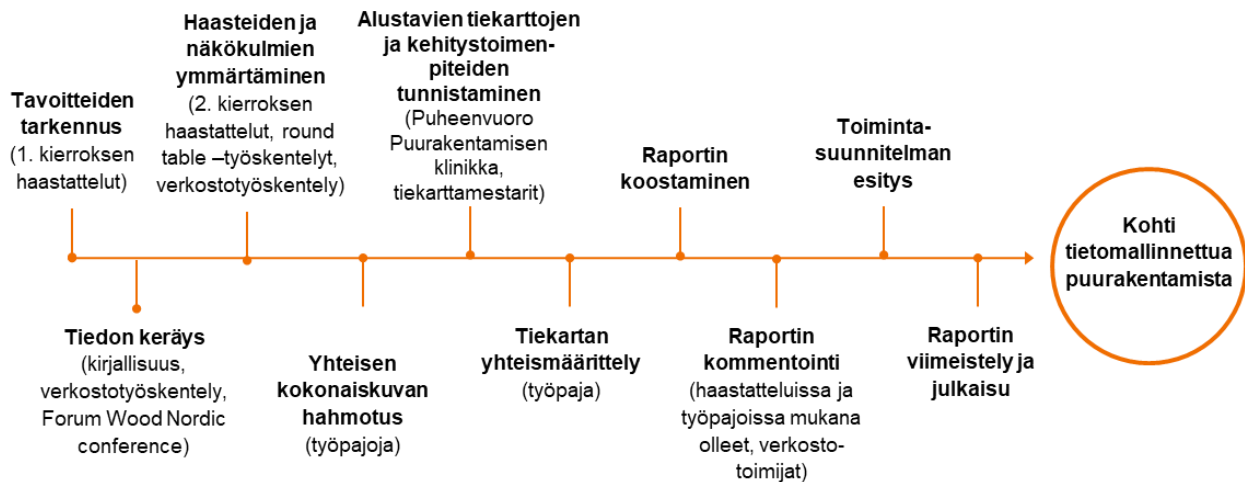 Tavoitteiden
tarkennus
(1. kierroksen
haastattelut)
Tiedon keräys
(kirjallisuus,
verkostotyöskentely,
Forum Wood Nordic
conference)
Haasteiden ja
näkökulmien
ymmärtäminen
(2. kierroksen
haastattelut, round
table –työskentelyt,
verkostotyöskentely)
Yhteisen
kokonaiskuvan
hahmotus
(työpajoja)
Alustavien tiekarttojen
ja kehitystoimen-
piteiden
tunnistaminen
(Puheenvuoro
Puurakentamisen
klinikka,
tiekarttamestarit)
Tiekartan
yhteismäärittely
(työpaja)
Raportin
koostaminen
Raportin
kommentointi
(haastatteluissa ja
työpajoissa mukana
olleet, verkosto-
toimijat)
Toiminta-
suunnitelman
esitys
Raportin
viimeistely ja
julkaisu
Kohti
tietomallinnettua
puurakentamista